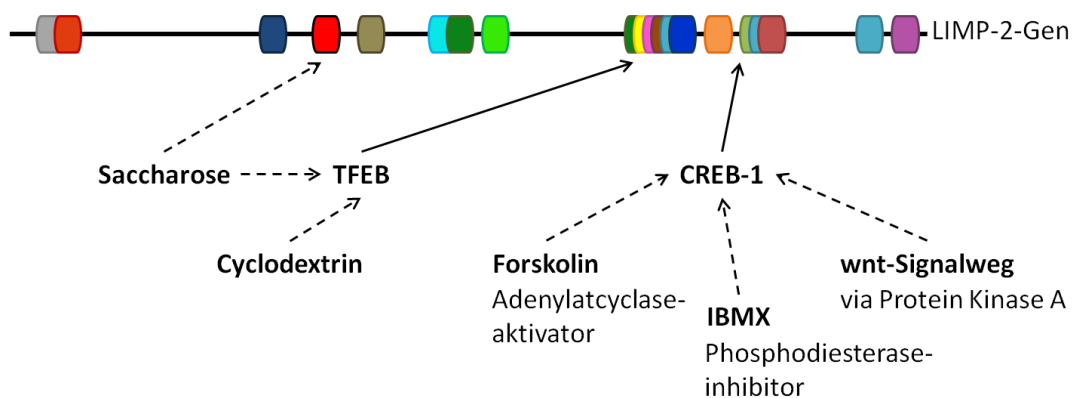 LIMP-2-Gen
Saccharose
TFEB
CREB-1
Cyclodextrin
Forskolin
Adenylatcyclase-
aktivator
IBMX
Phosphodiesterase-
inhibitor
wnt-Signalweg
via Protein Kinase A